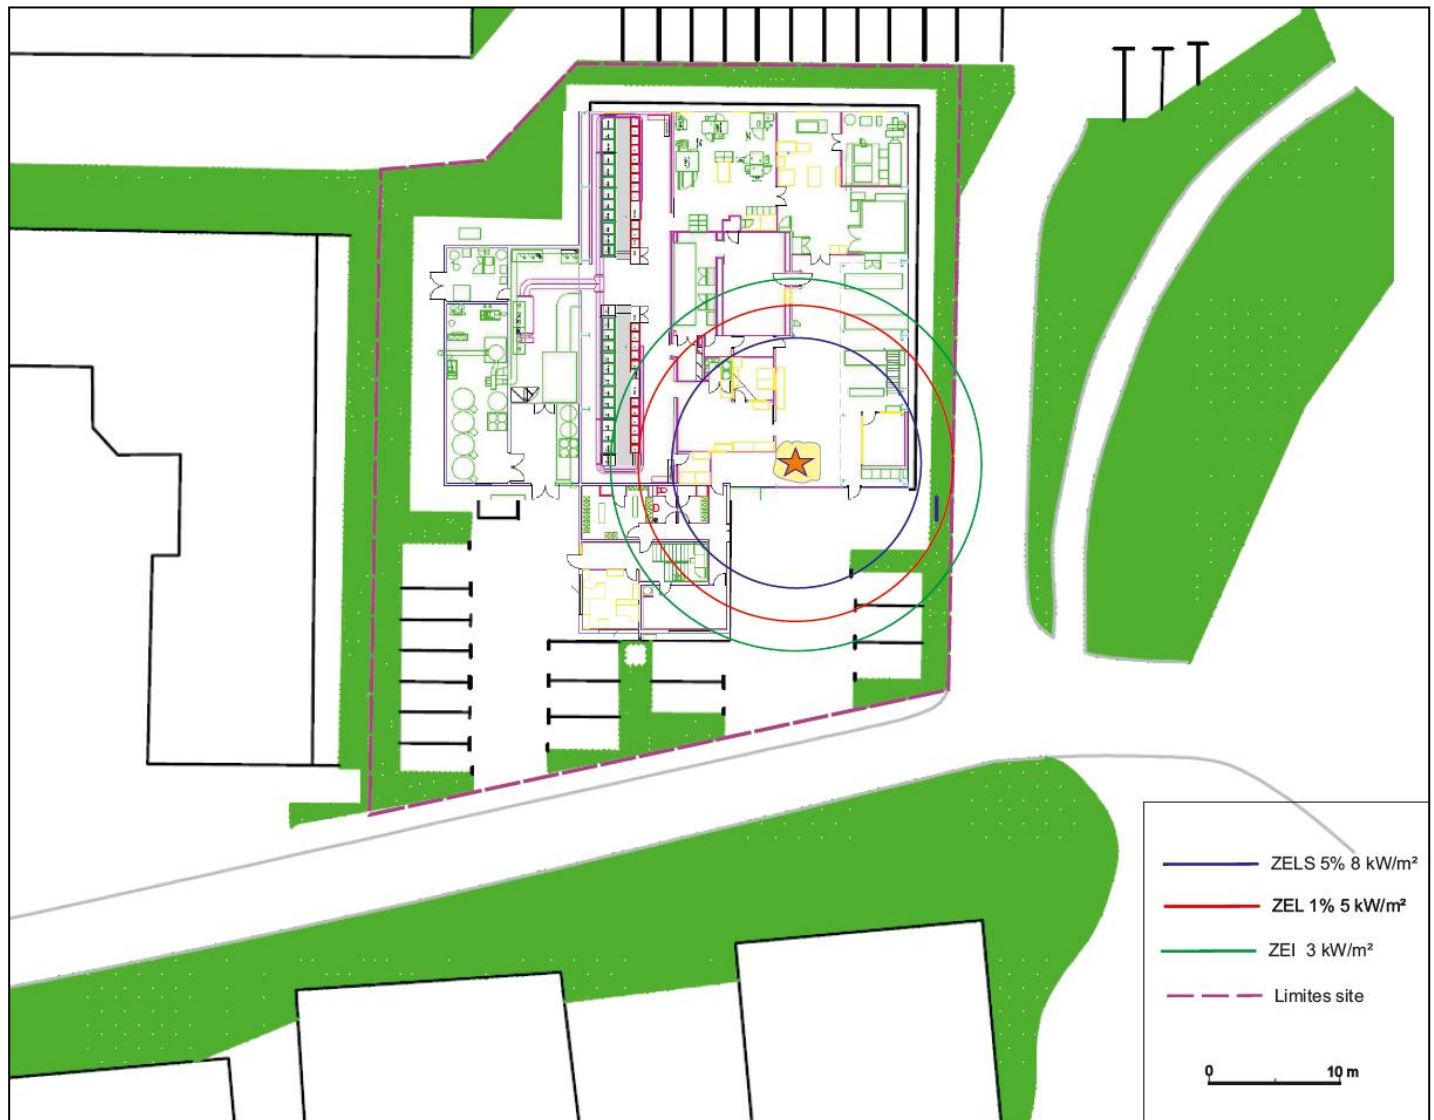 ZELS 5% 8 kW/m²
ZEL 1% 5 kW/m²
ZEI 3 kW/m²
Limites site
0 10 m